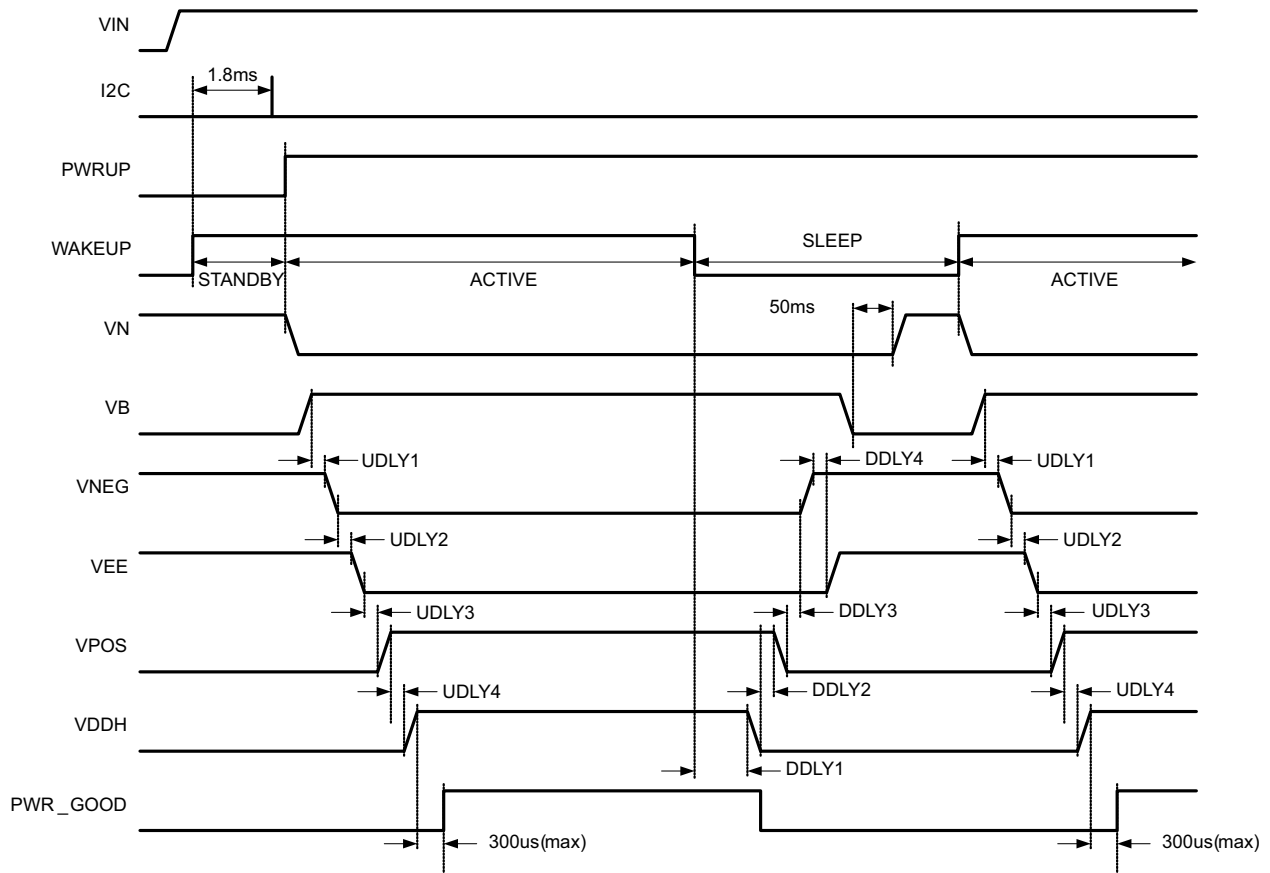 VIN
1.8ms
I2C
PWRUP
WAKEUP
SLEEP
STANDBY
ACTIVE
ACTIVE
50ms
VN
VB
UDLY1
DDLY4
UDLY1
VNEG
UDLY2
UDLY2
VEE
UDLY3
DDLY3
UDLY3
VPOS
UDLY4
DDLY2
UDLY4
VDDH
DDLY1
PWR_GOOD
300us(max)
300us(max)